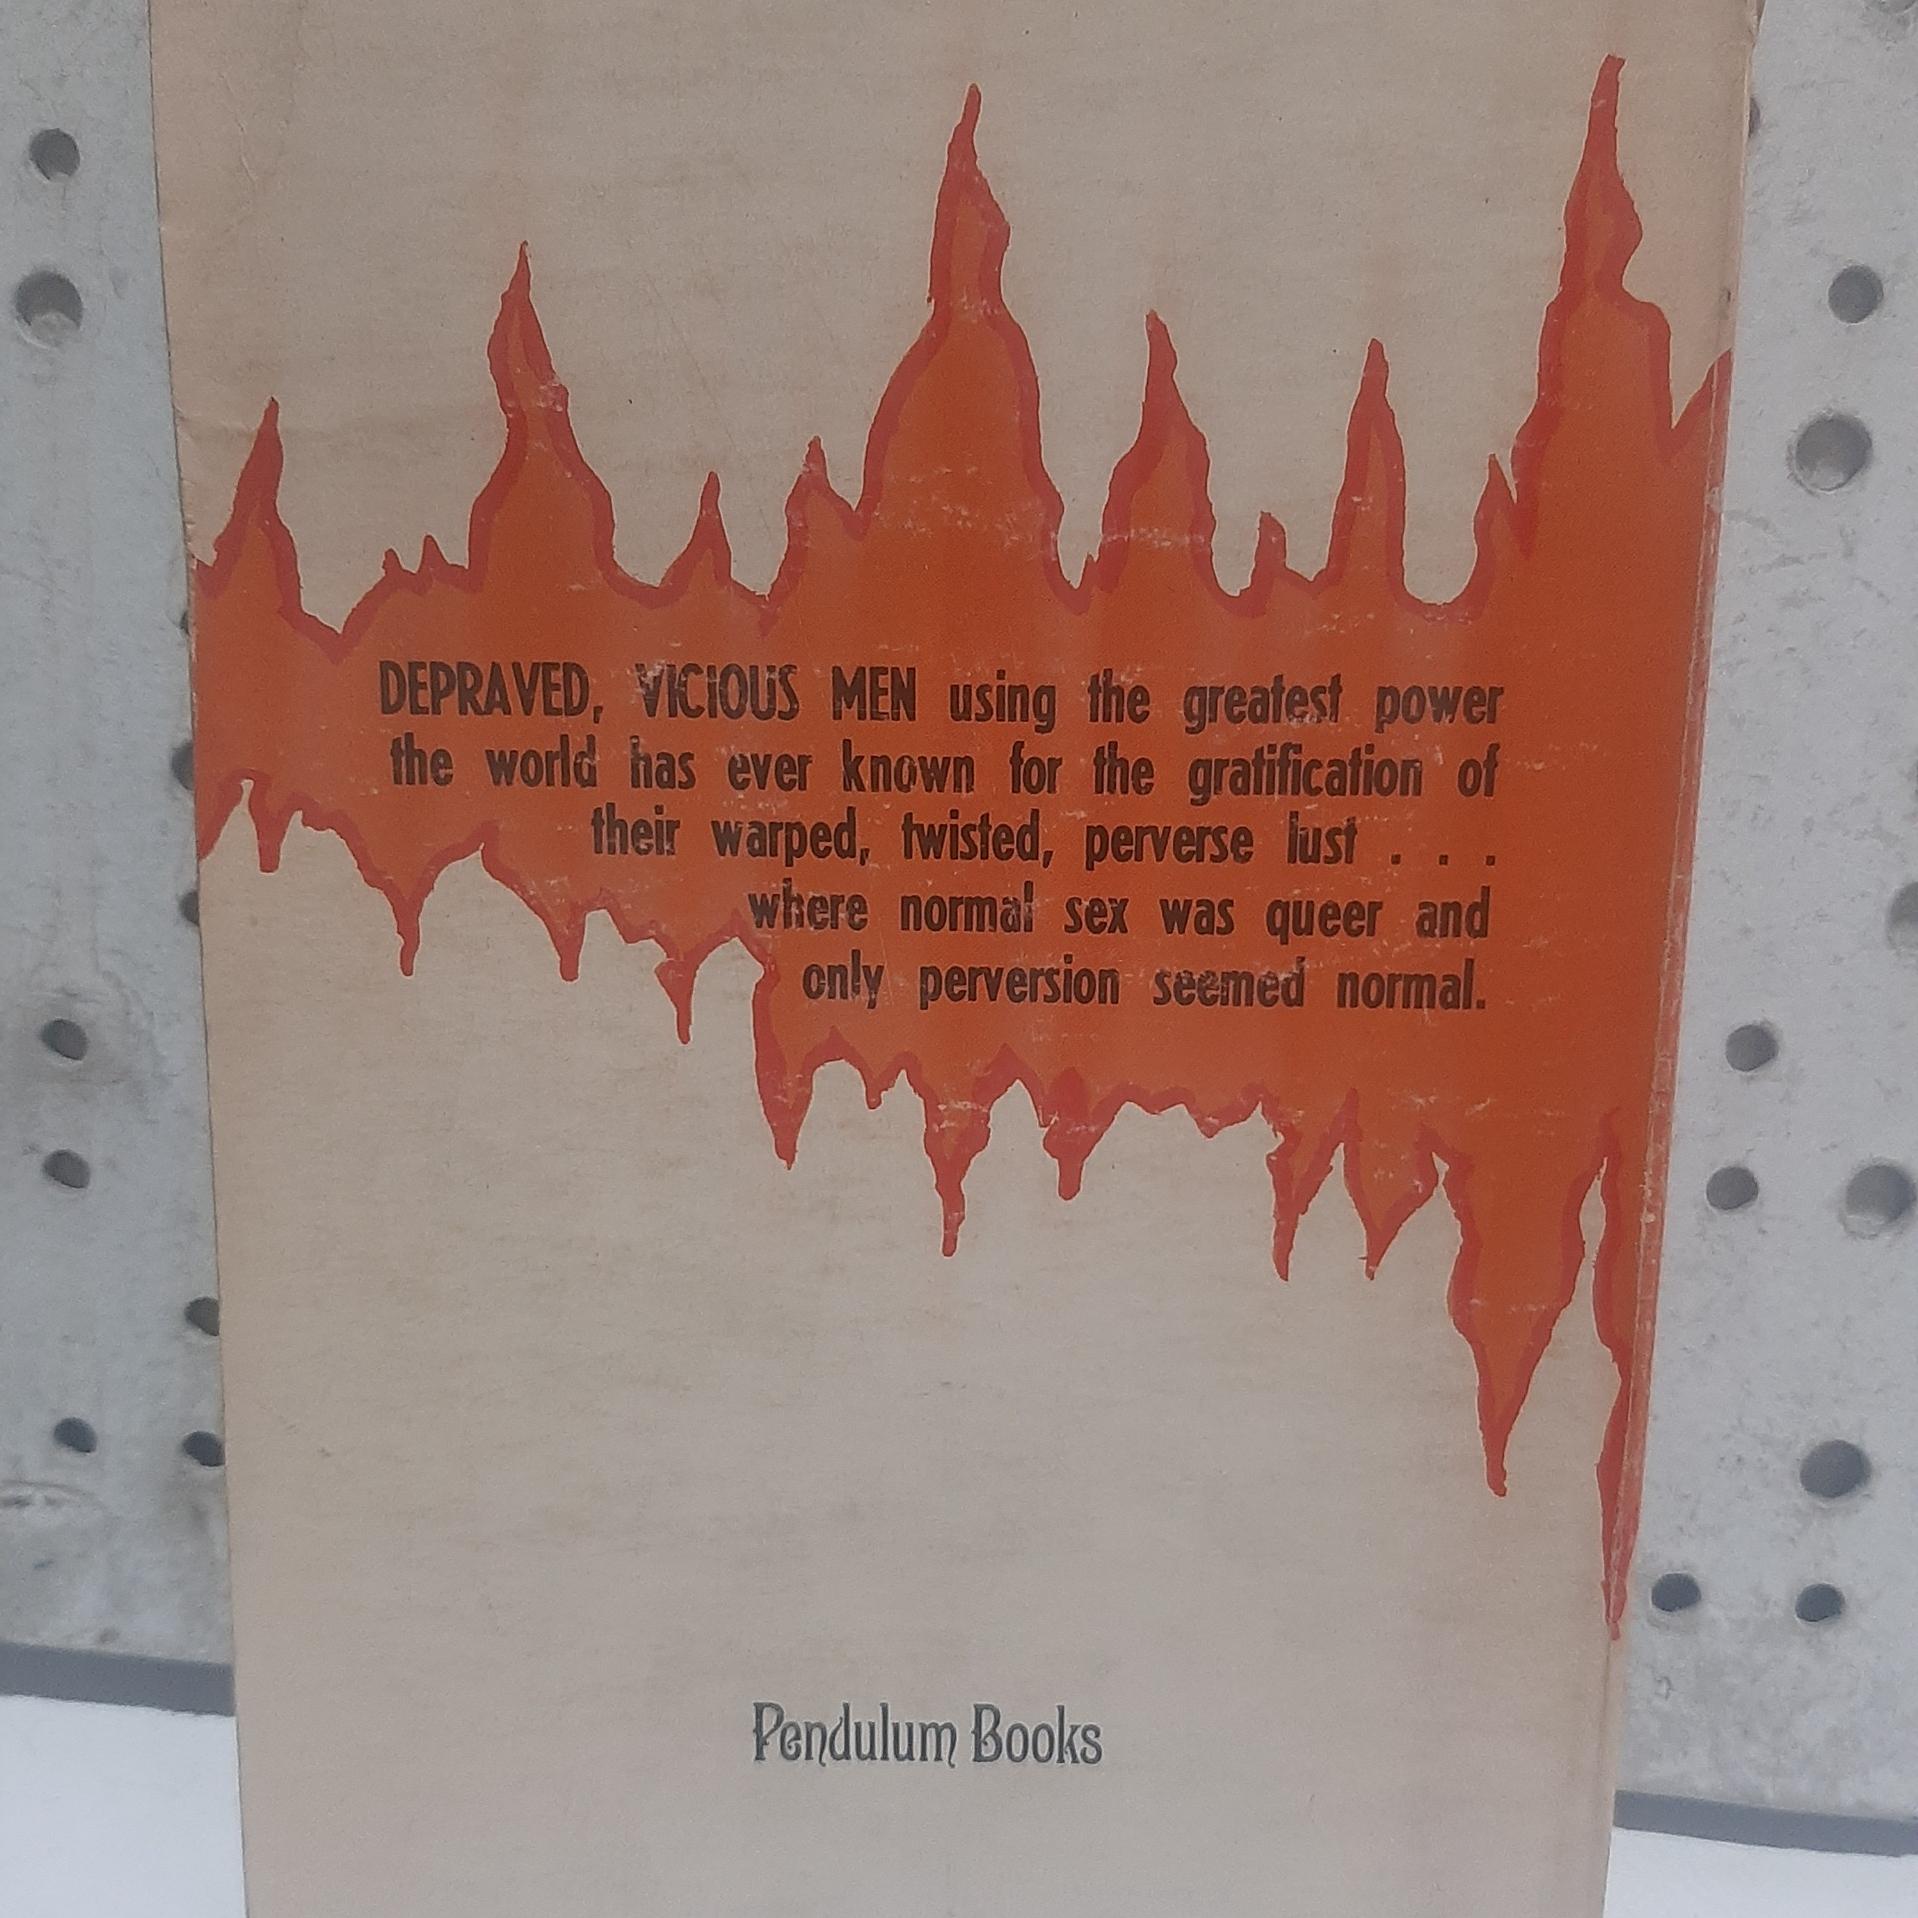 DEPRAVED, VICIOUS MEN using the greatest power
the world has ever known for the gratification of
their warped, twisted, perverse lust . . .
where normal sex was queer and
only perversion seemed normal.
Pendulum Books